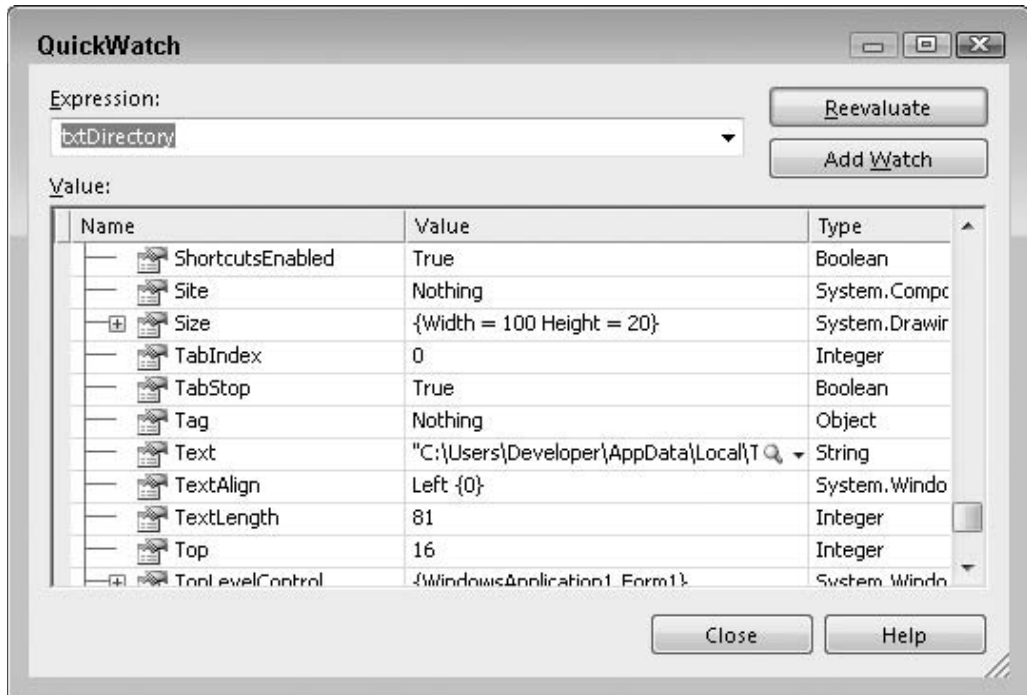 QuickWatch
Expression:
txtDirectory
Reevaluate
Add Watch
Value:
Name Value Type
ShortcutsEnabled True Boolean
Site Nothing System.Compc
Size {Width = 100 Height = 20} System.Drawir
TabIndex 0 Integer
TabStop True Boolean
Tag Nothing Object
Text "C:\Users\Developer\AppData\Local\T String
TextAlign Left {0} System.Windo
TextLength 81 Integer
Top 16 Integer
TopLevelControl {WindowsApplication1.Form1} System.Windo
Close Help